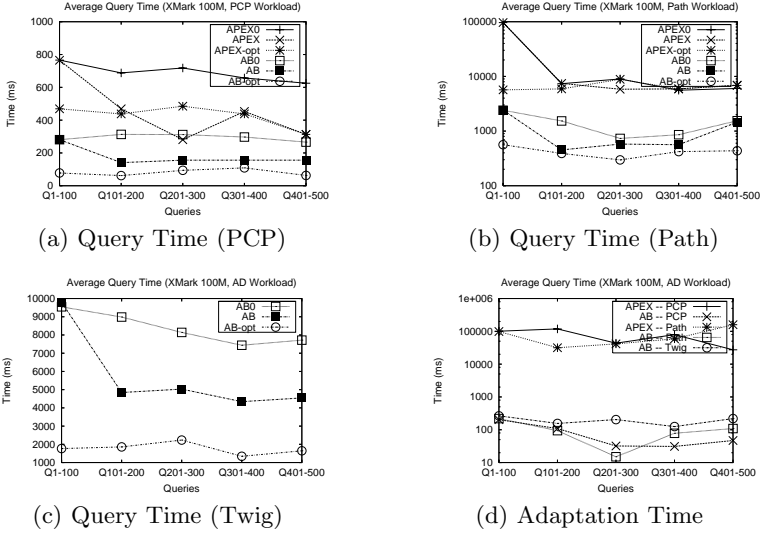 Average Query Time (XMark 100M, PCP Workload)
Time (ms)
1000
800
600
400
200
0
APEX0
APEX
APEX-opt
AB0
AB
AB-opt
Q1-100 Q101-200 Q201-300 Q301-400 Q401-500
Queries
(a) Query Time (PCP)
Average Query Time (XMark 100M, Path Workload)
Time (ms)
100000
10000
1000
100
APEX0
APEX
APEX-opt
AB0
AB
AB-opt
Q1-100 Q101-200 Q201-300 Q301-400 Q401-500
Queries
(b) Query Time (Path)
Average Query Time (XMark 100M, AD Workload)
Time (ms)
10000
9000
8000
7000
6000
5000
4000
3000
2000
1000
AB0
AB
AB-opt
Q1-100 Q101-200 Q201-300 Q301-400 Q401-500
Queries
(c) Query Time (Twig)
Average Query Time (XMark 100M, AD Workload)
Time (ms)
1e+006
100000
10000
1000
100
10
APEX -- PCP
AB -- PCP
APEX -- Path
AB -- Path
AB -- Twig
Q1-100 Q101-200 Q201-300 Q301-400 Q401-500
Queries
(d) Adaptation Time